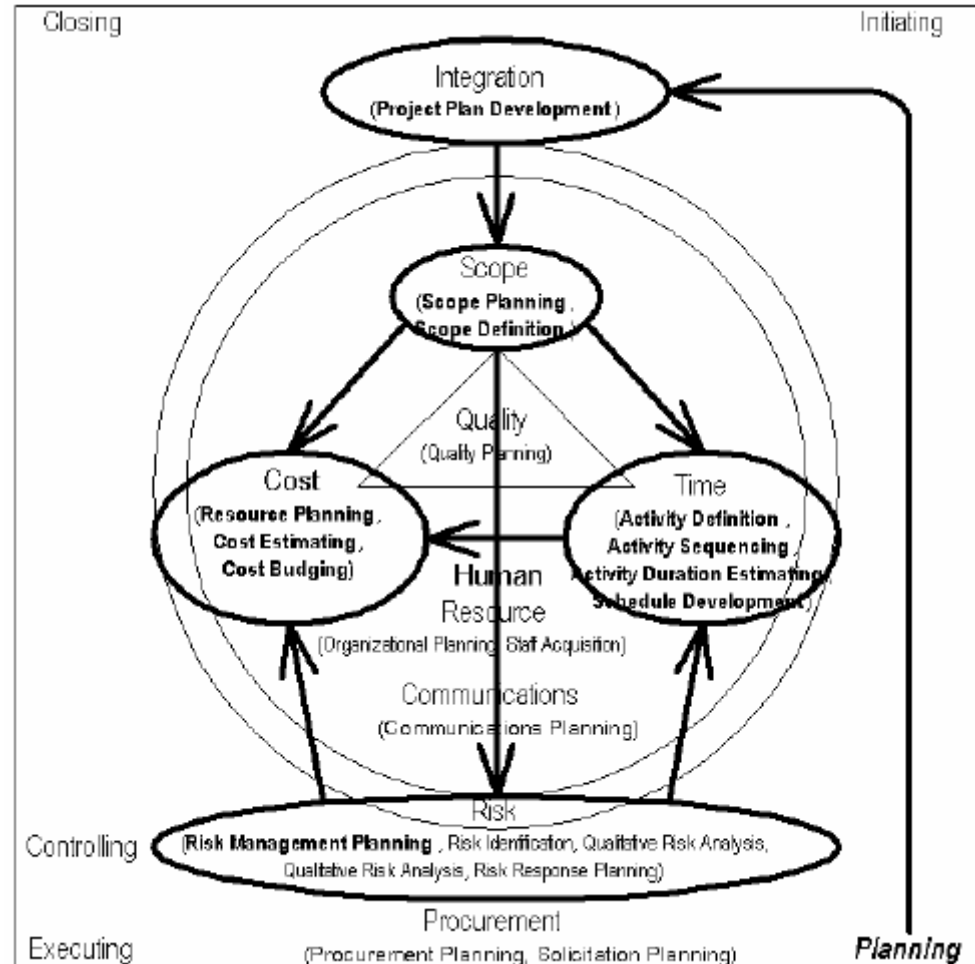 Closing
Initiating
Integration
(Project Plan Development)
Scope
(Scope Planning,
Scope Definition,)
Quality
(Quality Planning)
Cost
(Resource Planning,
Cost Estimating,
Cost Budging)
Time
(Activity Definition,
Activity Sequencing,
Activity Duration Estimating
Schedule Development)
Human
Resource
(Organizational Planning, Staff Acquisition)
Communications
(Communications Planning)
Risk
(Risk Management Planning, Risk Identification, Qualitative Risk Analysis,
Qualitative Risk Analysis, Risk Response Planning)
Controlling
Procurement
(Procurement Planning, Solicitation Planning)
Executing
Planning